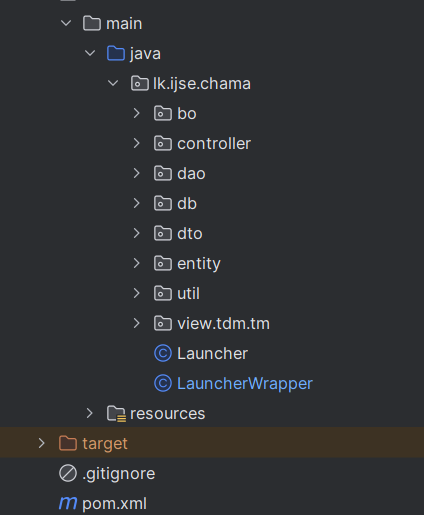 main
java
lk.ijse.chama
bo
controller
dao
db
dto
entity
util
view.tdm.tm
Launcher
LauncherWrapper
resources
target
.gitignore
pom.xml